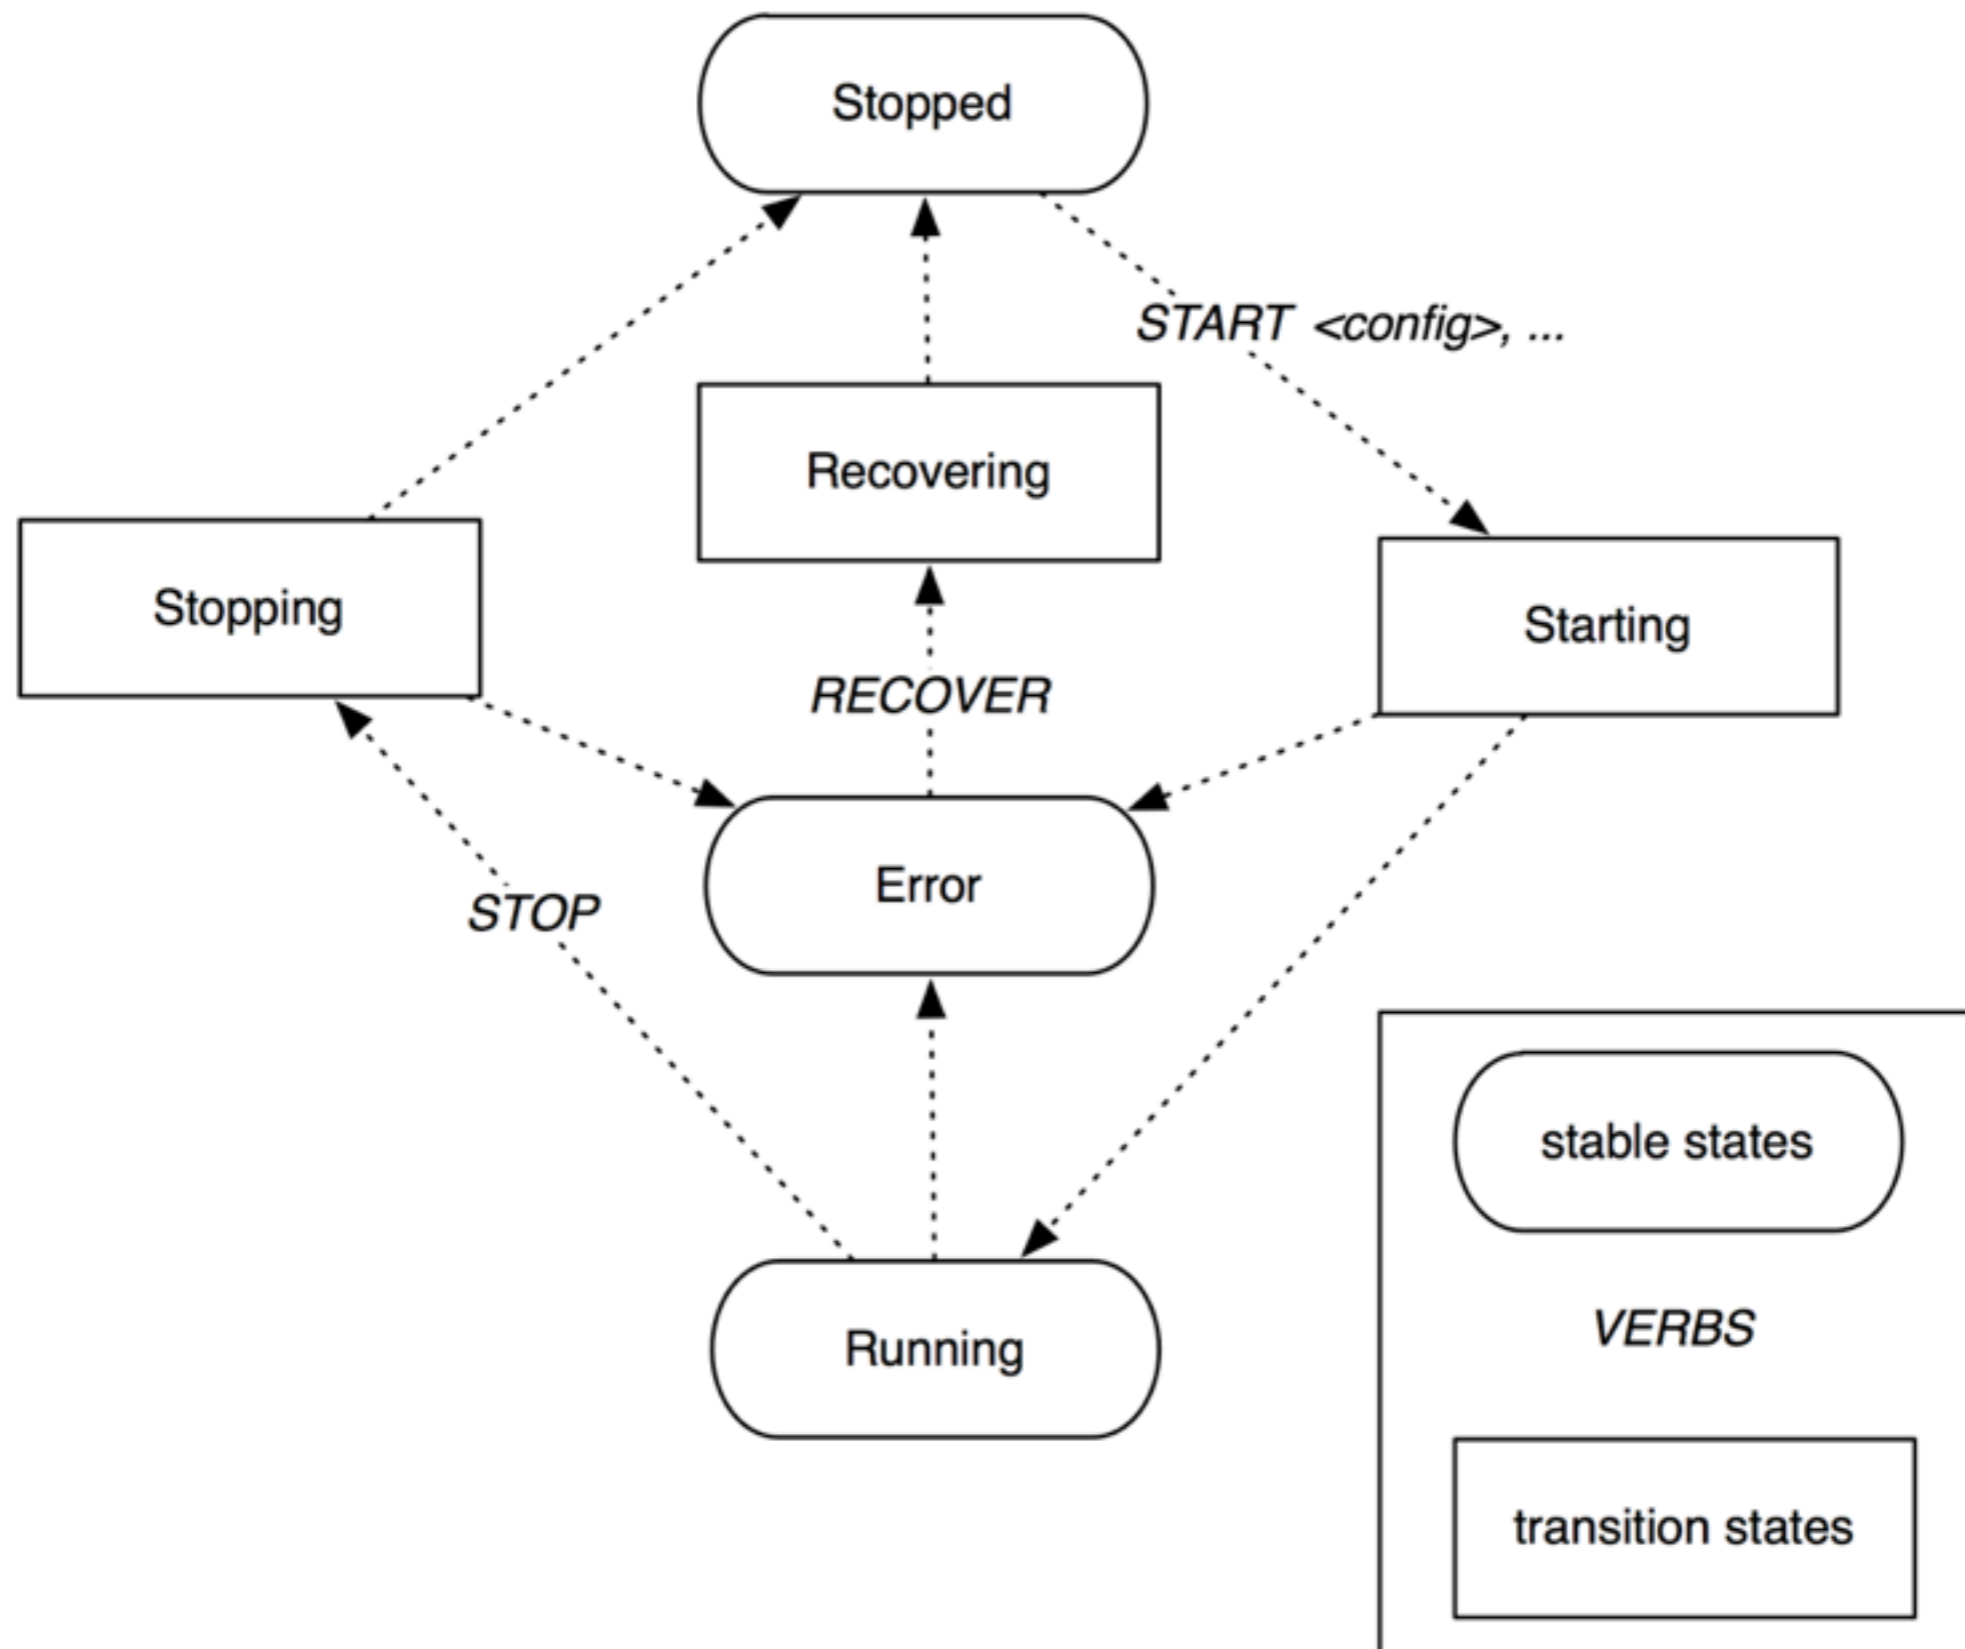 Stopped
START <config>, ...
Recovering
Stopping
Starting
RECOVER
Error
STOP
Running
stable states
VERBS
transition states